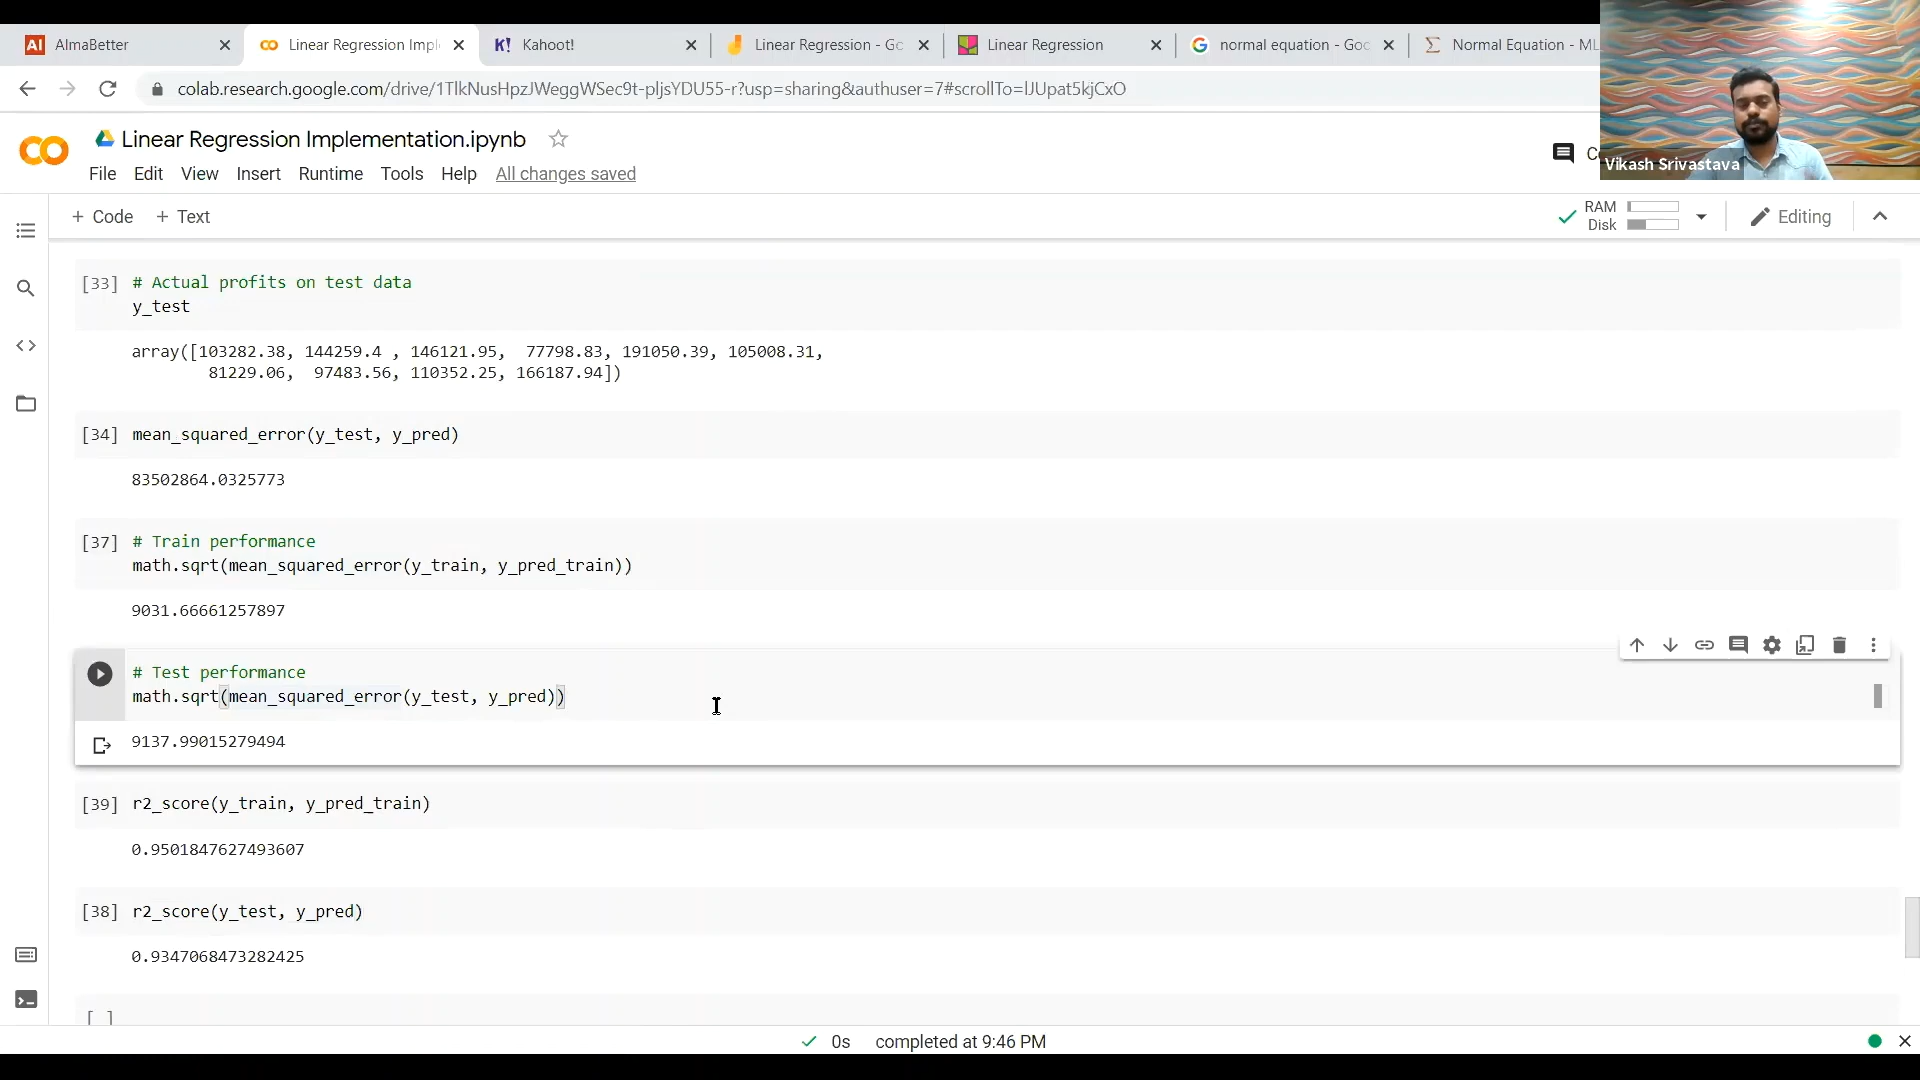 AlmaBetter
Linear Regression Impl
Kahoot!
Linear Regression - Go
Linear Regression
normal equation - Goo
Normal Equation - ML
colab.research.google.com/drive/1TlkNusHpzJWeggWSec9t-pljsYDU55-r?usp=sharing&authuser=7#scrollTo=lJUpat5kjCxO
Linear Regression Implementation.ipynb
File Edit View Insert Runtime Tools Help All changes saved
Vikash Srivastava
+ Code + Text
RAM
Disk
Editing
[33] # Actual profits on test data
y_test
array([103282.38, 144259.4 , 146121.95,  77798.83, 191050.39, 105008.31,
81229.06,  97483.56, 110352.25, 166187.94])
[34] mean_squared_error(y_test, y_pred)
83502864.0325773
[37] # Train performance
math.sqrt(mean_squared_error(y_train, y_pred_train))
9031.66661257897
# Test performance
math.sqrt(mean_squared_error(y_test, y_pred))
9137.99015279494
[39] r2_score(y_train, y_pred_train)
0.9501847627493607
[38] r2_score(y_test, y_pred)
0.9347068473282425
[ ]
0s completed at 9:46 PM